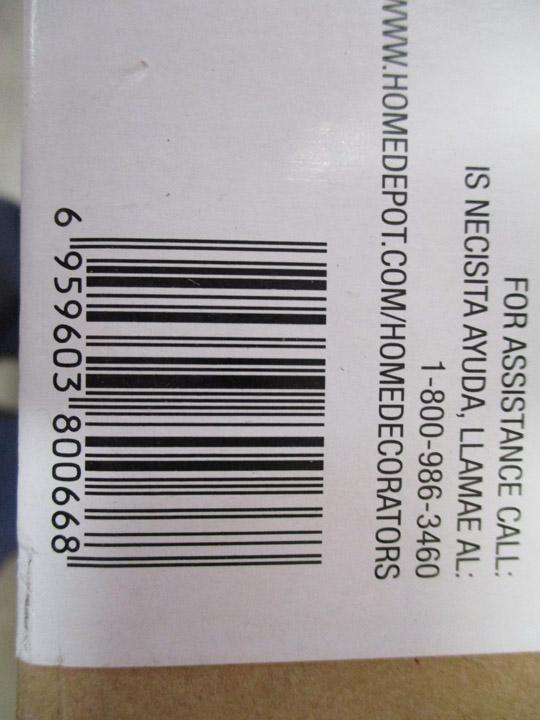 FOR ASSISTANCE CALL:
IS NECISITA AYUDA, LLAMAE AL:
1-800-986-3460
WWW.HOMEDEPOT.COM/HOMEDECORATORS
6 959603 800668